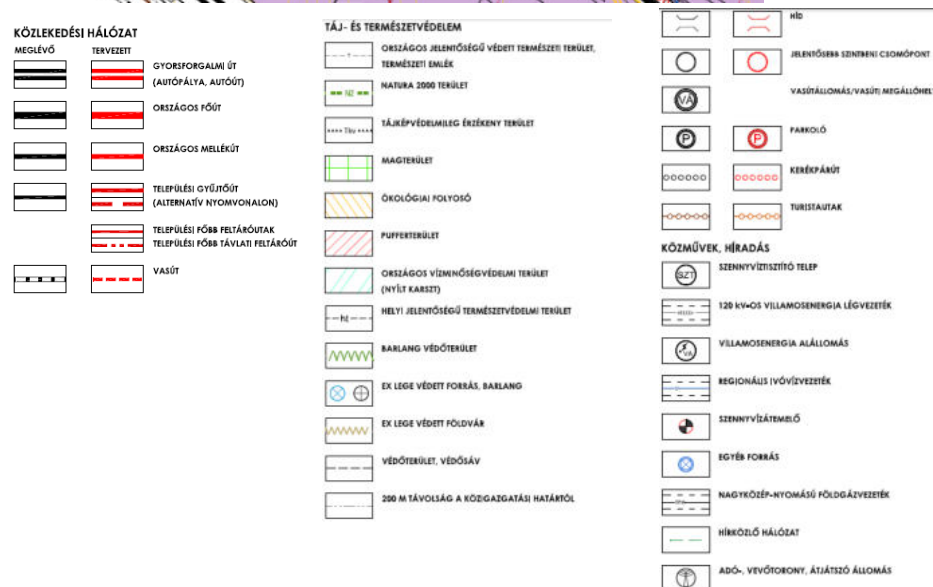 KÖZLEKEDÉSI HÁLÓZAT
MEGLÉVŐ
TERVEZETT
GYORSFORGALMI ÚT
(AUTÓPÁLYA, AUTÓÚT)
ORSZÁGOS FŐÚT
ORSZÁGOS MELLÉKÚT
TELEPÜLÉSI GYŰJTŐÚT
(ALTERNATÍV NYOMVONALON)
TELEPÜLÉSI FŐBB FELTÁRÓUTAK
TELEPÜLÉSI FŐBB TÁVLATI FELTÁRÓÚT
VASÚT
TÁJ- ÉS TERMÉSZETVÉDELEM
ORSZÁGOS JELENTŐSÉGŰ VÉDETT TERMÉSZETI TERÜLET,
TERMÉSZETI EMLÉK
N2
NATURA 2000 TERÜLET
Tkv
TÁJKÉPVÉDELMILEG ÉRZÉKENY TERÜLET
MAGTERÜLET
ÖKOLÓGIAI FOLYOSÓ
PUFFERTERÜLET
ORSZÁGOS VÍZMINŐSÉGVÉDELMI TERÜLET
(NYÍLT KARSZT)
ht
HELYI JELENTŐSÉGŰ TERMÉSZETVÉDELMI TERÜLET
BARLANG VÉDŐTERÜLET
EX LEGE VÉDETT FORRÁS, BARLANG
EX LEGE VÉDETT FÖLDVÁR
VÉDŐTERÜLET, VÉDŐSÁV
200 M TÁVOLSÁG A KÖZIGAZGATÁSI HATÁRTÓL
HÍD
JELENTŐSEBB SZINTBENI CSOMÓPONT
VÁ
VASÚTÁLLOMÁS/VASÚTI MEGÁLLÓHEL
P
P
PARKOLÓ
KERÉKPÁRÚT
TURISTAUTAK
KÖZMŰVEK, HÍRADÁS
SZT
SZENNYVÍZTISZTÍTÓ TELEP
120 kV-OS VILLAMOSENERGIA LÉGVEZETÉK
VILLAMOSENERGIA ALÁLLOMÁS
REGIONÁLIS IVÓVÍZVEZETÉK
SZENNYVÍZÁTEMELŐ
EGYÉB FORRÁS
NAGYKÖZÉP-NYOMÁSÚ FÖLDGÁZVEZETÉK
HÍRKÖZLŐ HÁLÓZAT
ADÓ-, VEVŐTORONY, ÁTJÁTSZÓ ÁLLOMÁS